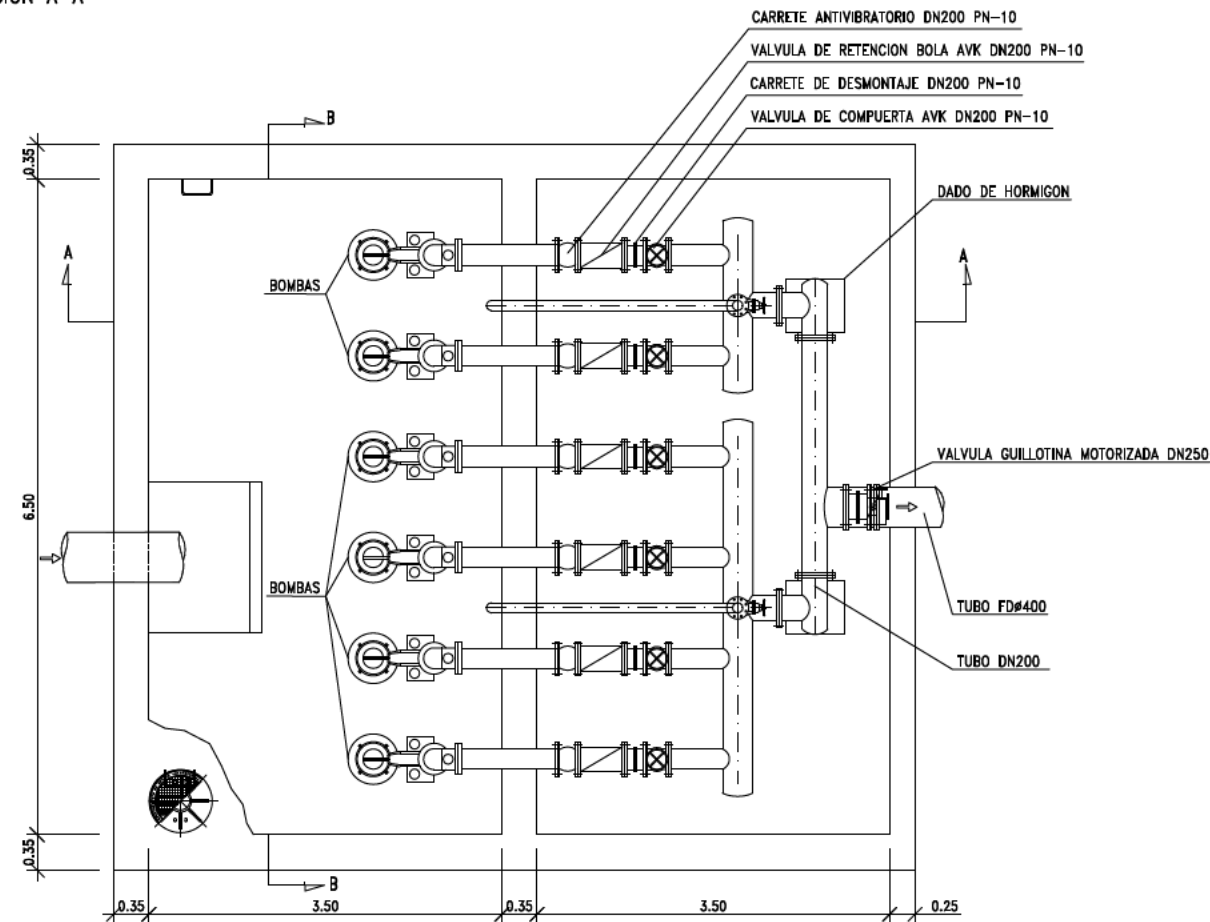 A
CARRETE ANTIVIBRATORIO DN200 PN-10
VALVULA DE RETENCION BOLA AVK DN200 PN-10
CARRETE DE DESMONTAJE DN200 PN-10
VALVULA DE COMPUERTA AVK DN200 PN-10
B
0.35
DADO DE HORMIGON
A
A
BOMBAS
VALVULA GUILLOTINA MOTORIZADA DN250
6.50
BOMBAS
TUBO FDø400
TUBO DN200
0.35
B
0.35
3.50
0.35
3.50
0.25